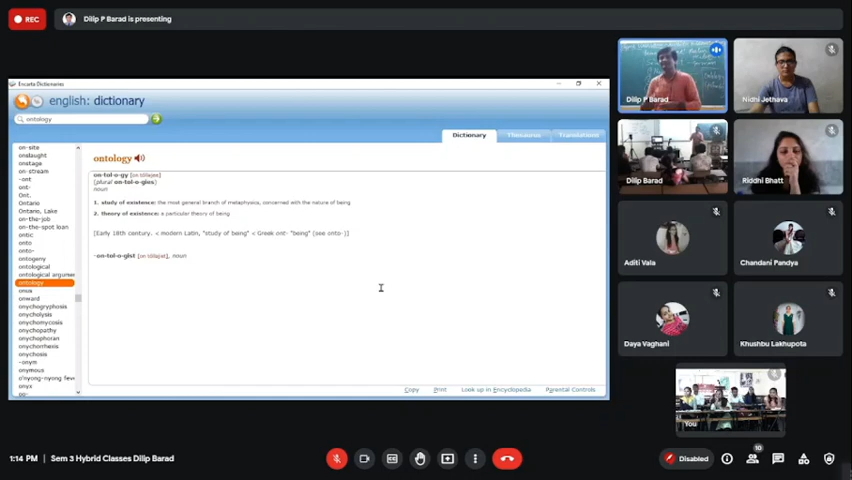 REC
Dilip P Barad is presenting
Encarta Dictionaries
english: dictionary
ontology
Dictionary
Thesaurus
Translations
on-site
onslaught
onstage
on-stream
-ont
ont-
Ont.
Ontario
Ontario, Lake
on-the-job
on-the-spot loan
ontic
onto
onto-
ontogeny
ontological
ontological argumer
ontology
onus
onward
onychogryphosis
onycholysis
onychomycosis
onychopathy
onychophoran
onychorrhexis
onychosis
-onym
onymous
o'nyong-nyong feve
onyx
oo-
ontology
on·tol·o·gy
[plural on·tol·o·gies]
noun
1. study of existence: the most general branch of metaphysics, concerned with the nature of being
2. theory of existence: a particular theory of being
[Early 18th century. < modern Latin, "study of being" < Greek ont- "being" (see onto-)]
-on·tol·o·gist, noun
Copy
Print
Look up in Encyclopedia
Parental Controls
Dilip P Barad
Nidhi Jethava
Dilip Barad
Riddhi Bhatt
Aditi Vala
Chandani Pandya
Daya Vaghani
Khushbu Lakhupota
You
1:14 PM
Sem 3 Hybrid Classes Dilip Barad
Disabled
10